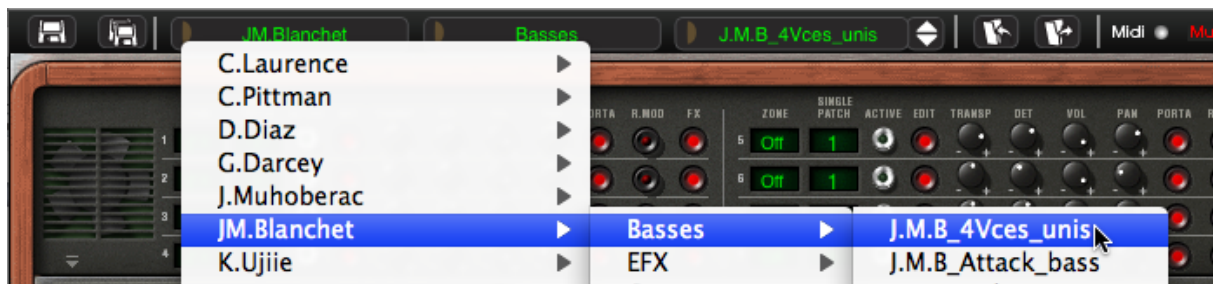 JM.Blanchet Basses J.M.B_4Vces_unis Midi
C.Laurence
C.Pittman
D.Diaz
G.Darcey
J.Muhoberac
JM.Blanchet
K.Ujiie
Basses
EFX
J.M.B_4Vces_unis
J.M.B_Attack_bass
R.MOD FX ZONE SINGLE PATCH ACTIVE EDIT TRANSP DET VOL PAN PORTA
1
2
3
4
5 Off 1
6 Off 1